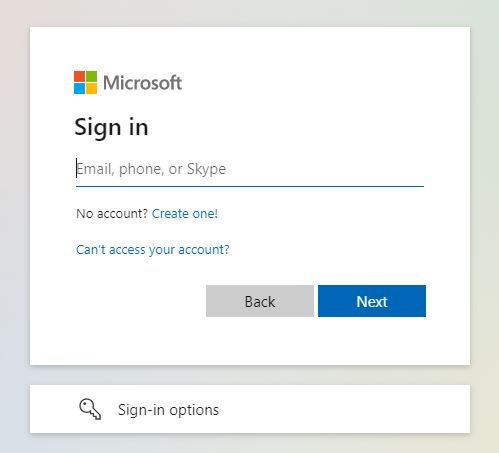 Microsoft
Sign in
Email, phone, or Skype
No account? Create one!
Can't access your account?
Back Next
Sign-in options